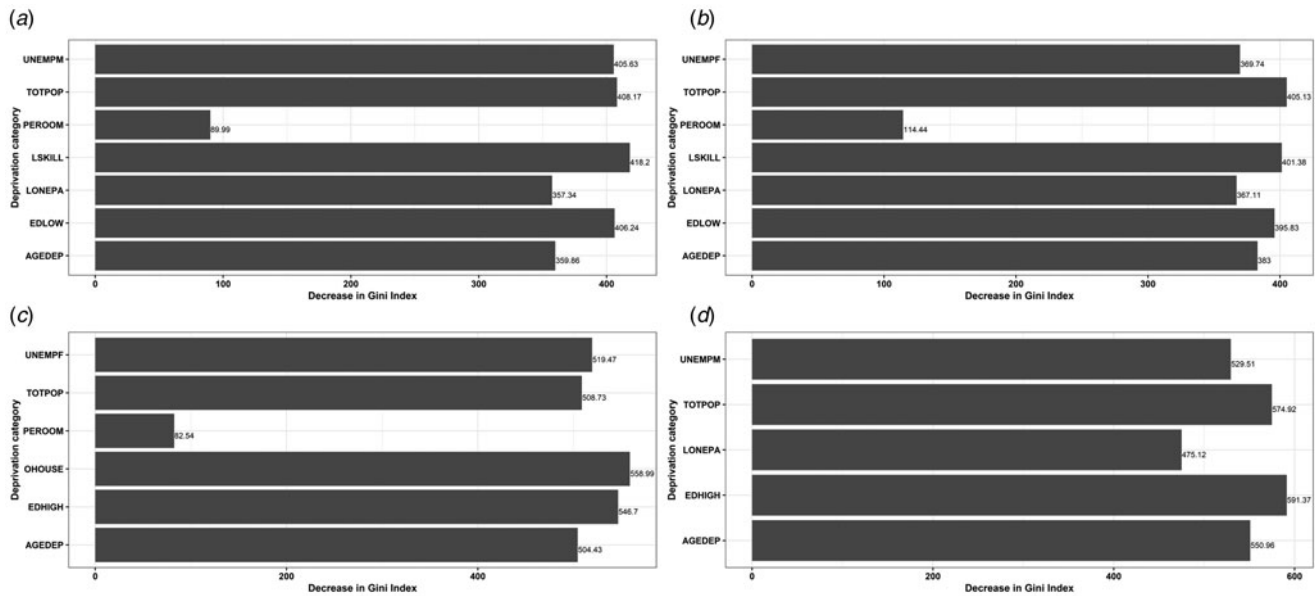 (a)
Deprivation category
UNEMPM
405.63
TOTPOP
408.17
PEROOM
89.99
LSKILL
418.2
LONEPA
357.34
EDLOW
406.24
AGEDEP
359.86
0 100 200 300 400
Decrease in Gini Index
(b)
Deprivation category
UNEMPF
369.74
TOTPOP
405.13
PEROOM
114.44
LSKILL
401.38
LONEPA
367.11
EDLOW
395.83
AGEDEP
383
0 100 200 300 400
Decrease in Gini Index
(c)
Deprivation category
UNEMPF
519.47
TOTPOP
508.73
PEROOM
82.54
OHOUSE
558.99
EDHIGH
546.7
AGEDEP
504.43
0 200 400
Decrease in Gini Index
(d)
Deprivation category
UNEMPM
529.51
TOTPOP
574.92
LONEPA
475.12
EDHIGH
591.37
AGEDEP
550.96
0 200 400 600
Decrease in Gini Index